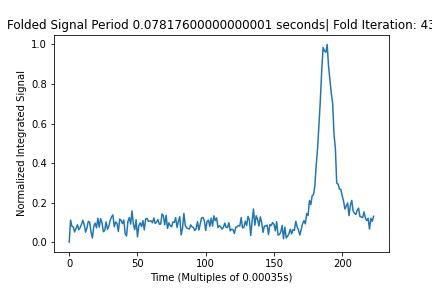 Folded Signal Period 0.07817600000000001 seconds| Fold Iteration: 43
1.0
0.8
0.6
0.4
0.2
0.0
Normalized Integrated Signal
0 50 100 150 200
Time (Multiples of 0.00035s)